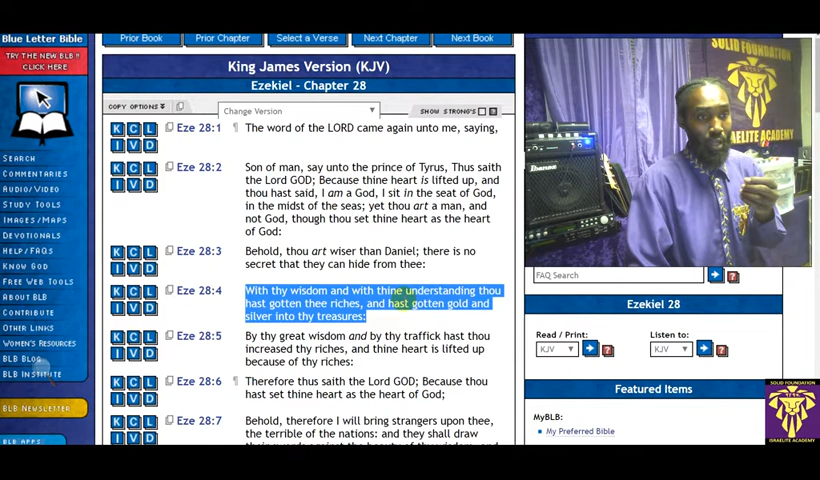 Blue Letter Bible
TRY THE NEW BLB!
CLICK HERE
SEARCH
COMMENTARIES
AUDIO/VIDEO
STUDY TOOLS
IMAGES/MAPS
DEVOTIONALS
HELP/FAQS
KNOW GOD
FREE WEB TOOLS
ABOUT BLB
CONTRIBUTE
OTHER LINKS
WOMEN'S RESOURCES
BLB BLOG
BLB INSTITUTE
BLB NEWSLETTER
BLB APPS
Prior Book
Prior Chapter
Select a Verse
Next Chapter
Next Book
King James Version (KJV)
Ezekiel - Chapter 28
COPY OPTIONS
Change Version
SHOW STRONG'S
K C L
I V D
Eze 28:1
¶ The word of the LORD came again unto me, saying,
K C L
I V D
Eze 28:2
Son of man, say unto the prince of Tyrus, Thus saith
the Lord GOD; Because thine heart is lifted up, and
thou hast said, I am a God, I sit in the seat of God,
in the midst of the seas; yet thou art a man, and
not God, though thou set thine heart as the heart
of God:
K C L
I V D
Eze 28:3
Behold, thou art wiser than Daniel; there is no
secret that they can hide from thee:
K C L
I V D
Eze 28:4
With thy wisdom and with thine understanding thou
hast gotten thee riches, and hast gotten gold and
silver into thy treasures:
K C L
I V D
Eze 28:5
By thy great wisdom and by thy traffick hast thou
increased thy riches, and thine heart is lifted up
because of thy riches:
K C L
I V D
Eze 28:6
¶ Therefore thus saith the Lord GOD; Because thou
hast set thine heart as the heart of God;
K C L
I V D
Eze 28:7
Behold, therefore I will bring strangers upon thee,
the terrible of the nations: and they shall draw
SOLID FOUNDATION
ISRAELITE ACADEMY
Ibanez
FAQ Search
?
Ezekiel 28
Read / Print:
Listen to:
KJV
?
KJV
?
Featured Items
MyBLB:
My Preferred Bible
SOLID FOUNDATION
ISRAELITE ACADEMY